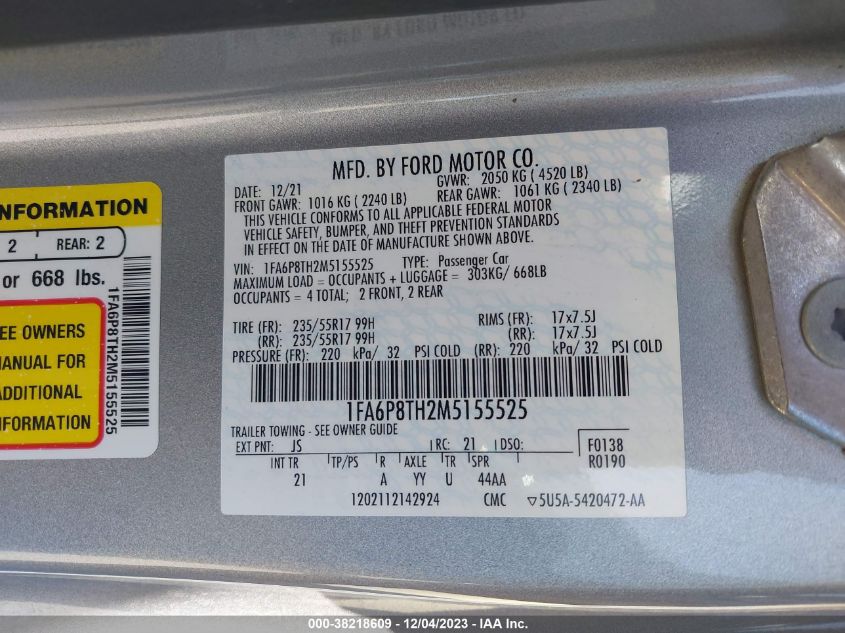 MFD. BY FORD MOTOR CO.
DATE: 12/21 GVWR: 2050 KG ( 4520 LB)
FRONT GAWR: 1016 KG ( 2240 LB) REAR GAWR: 1061 KG ( 2340 LB)
THIS VEHICLE CONFORMS TO ALL APPLICABLE FEDERAL MOTOR
VEHICLE SAFETY, BUMPER, AND THEFT PREVENTION STANDARDS
IN EFFECT ON THE DATE OF MANUFACTURE SHOWN ABOVE.
VIN: 1FA6P8TH2M5155525 TYPE: Passenger Car
MAXIMUM LOAD = OCCUPANTS + LUGGAGE = 303KG/ 668LB
OCCUPANTS = 4 TOTAL; 2 FRONT, 2 REAR
TIRE (FR): 235/55R17 99H RIMS (FR): 17x7.5J
(RR): 235/55R17 99H (RR): 17x7.5J
PRESSURE (FR): 220 kPa/ 32 PSI COLD (RR): 220 kPa/ 32 PSI COLD
1FA6P8TH2M5155525
TRAILER TOWING - SEE OWNER GUIDE
EXT PNT: JS RC: 21 DSO: F0138
INT TR TP/PS R AXLE TR SPR R0190
21 A YY U 44AA
1202112142924 CMC ▽5U5A-5420472-AA
NFORMATION
2 REAR: 2
or 668 lbs.
EE OWNERS
MANUAL FOR
ADDITIONAL
INFORMATION
1FA6P8TH2M5155525
000-38218609 - 12/04/2023 - IAA Inc.